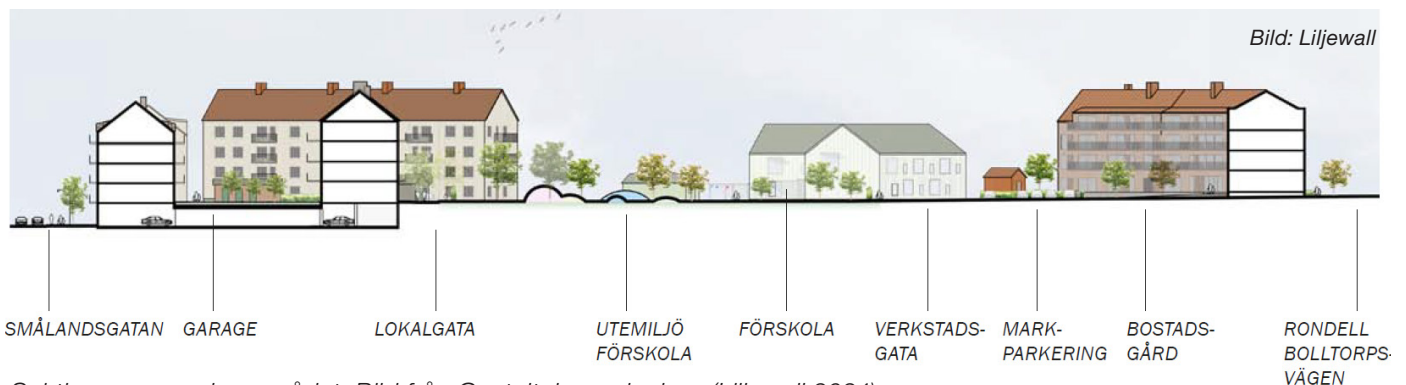 Bild: Liljewall
SMÅLANDSGATAN
GARAGE
LOKALGATA
UTEMILJÖ
FÖRSKOLA
FÖRSKOLA
VERKSTADS-
GATA
MARK-
PARKERING
BOSTADS-
GÅRD
RONDELL
BOLLTORPS-
VÄGEN